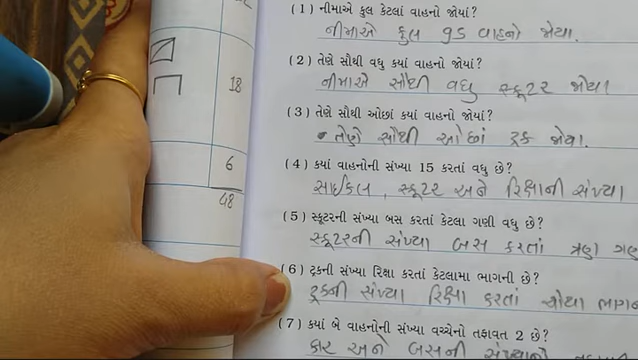 (1) નીમાએ કુલ કેટલાં વાહનો જોયાં?
નીમાએ કુલ 95 વાહનો જોયા.
(2) તેણે સૌથી વધુ કયાં વાહનો જોયાં?
નીમાએ સૌથી વધુ સ્કૂટર જોયા
18
(3) તેણે સૌથી ઓછાં કયાં વાહનો જોયાં?
તેણે સૌથી ઓછાં ટ્રક જોયા.
6
(4) કયાં વાહનોની સંખ્યા 15 કરતાં વધુ છે?
સાઈકલ, સ્કૂટર અને રિક્ષાની સંખ્યા
48
(5) સ્કૂટરની સંખ્યા બસ કરતાં કેટલા ગણી વધુ છે?
સ્કૂટરની સંખ્યા બસ કરતાં ત્રણ
(6) ટ્રકની સંખ્યા રિક્ષા કરતાં કેટલામા ભાગની છે?
ટ્રકની સંખ્યા રિક્ષા કરતાં ચોથા
(7) કયાં બે વાહનોની સંખ્યા વચ્ચેનો તફાવત 2 છે?
કાર અને બસની